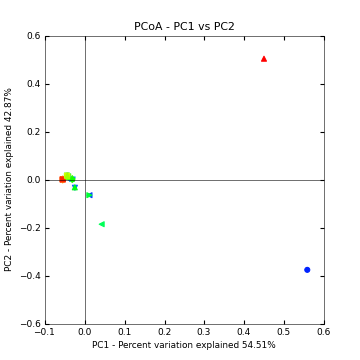 PCoA - PC1 vs PC2
0.6
0.4
0.2
0.0
−0.2
−0.4
−0.6
PC2 - Percent variation explained 42.87%
−0.1 0.0 0.1 0.2 0.3 0.4 0.5 0.6
PC1 - Percent variation explained 54.51%